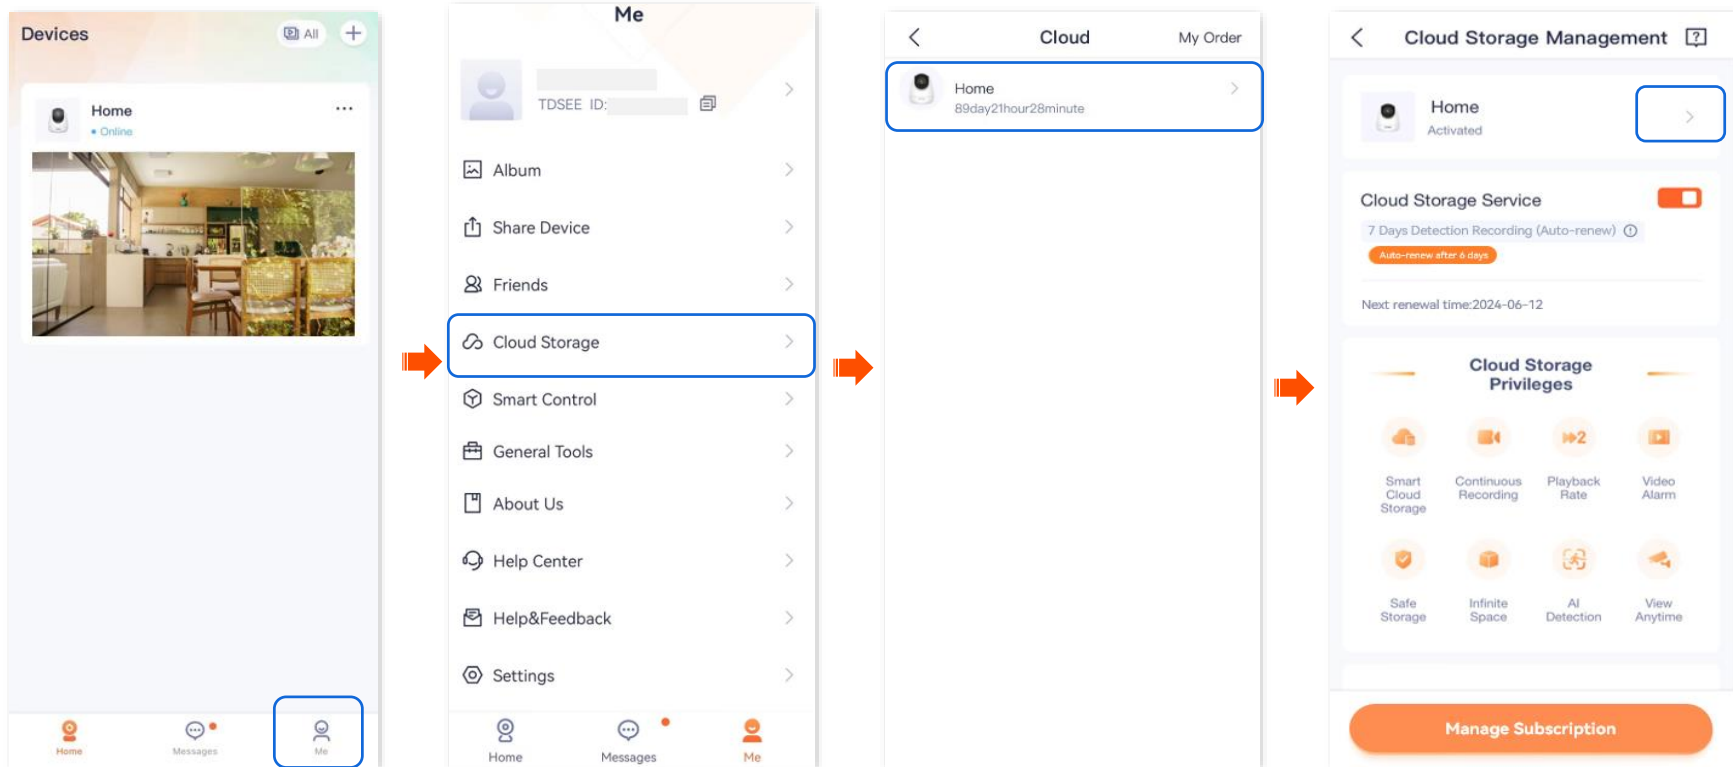 Devices
All
Home
Online
Home
Messages
Me
Me
TDSEE ID:
Album
Share Device
Friends
Cloud Storage
Smart Control
General Tools
About Us
Help Center
Help&Feedback
Settings
Home
Messages
Me
Cloud
My Order
Home
89day21hour28minute
Cloud Storage Management
Home
Activated
Cloud Storage Service
7 Days Detection Recording (Auto-renew)
Auto-renew after 6 days
Next renewal time:2024-06-12
Cloud Storage
Privileges
2
Smart
Cloud
Storage
Continuous
Recording
Playback
Rate
Video
Alarm
Safe
Storage
Infinite
Space
AI
Detection
View
Anytime
Manage Subscription